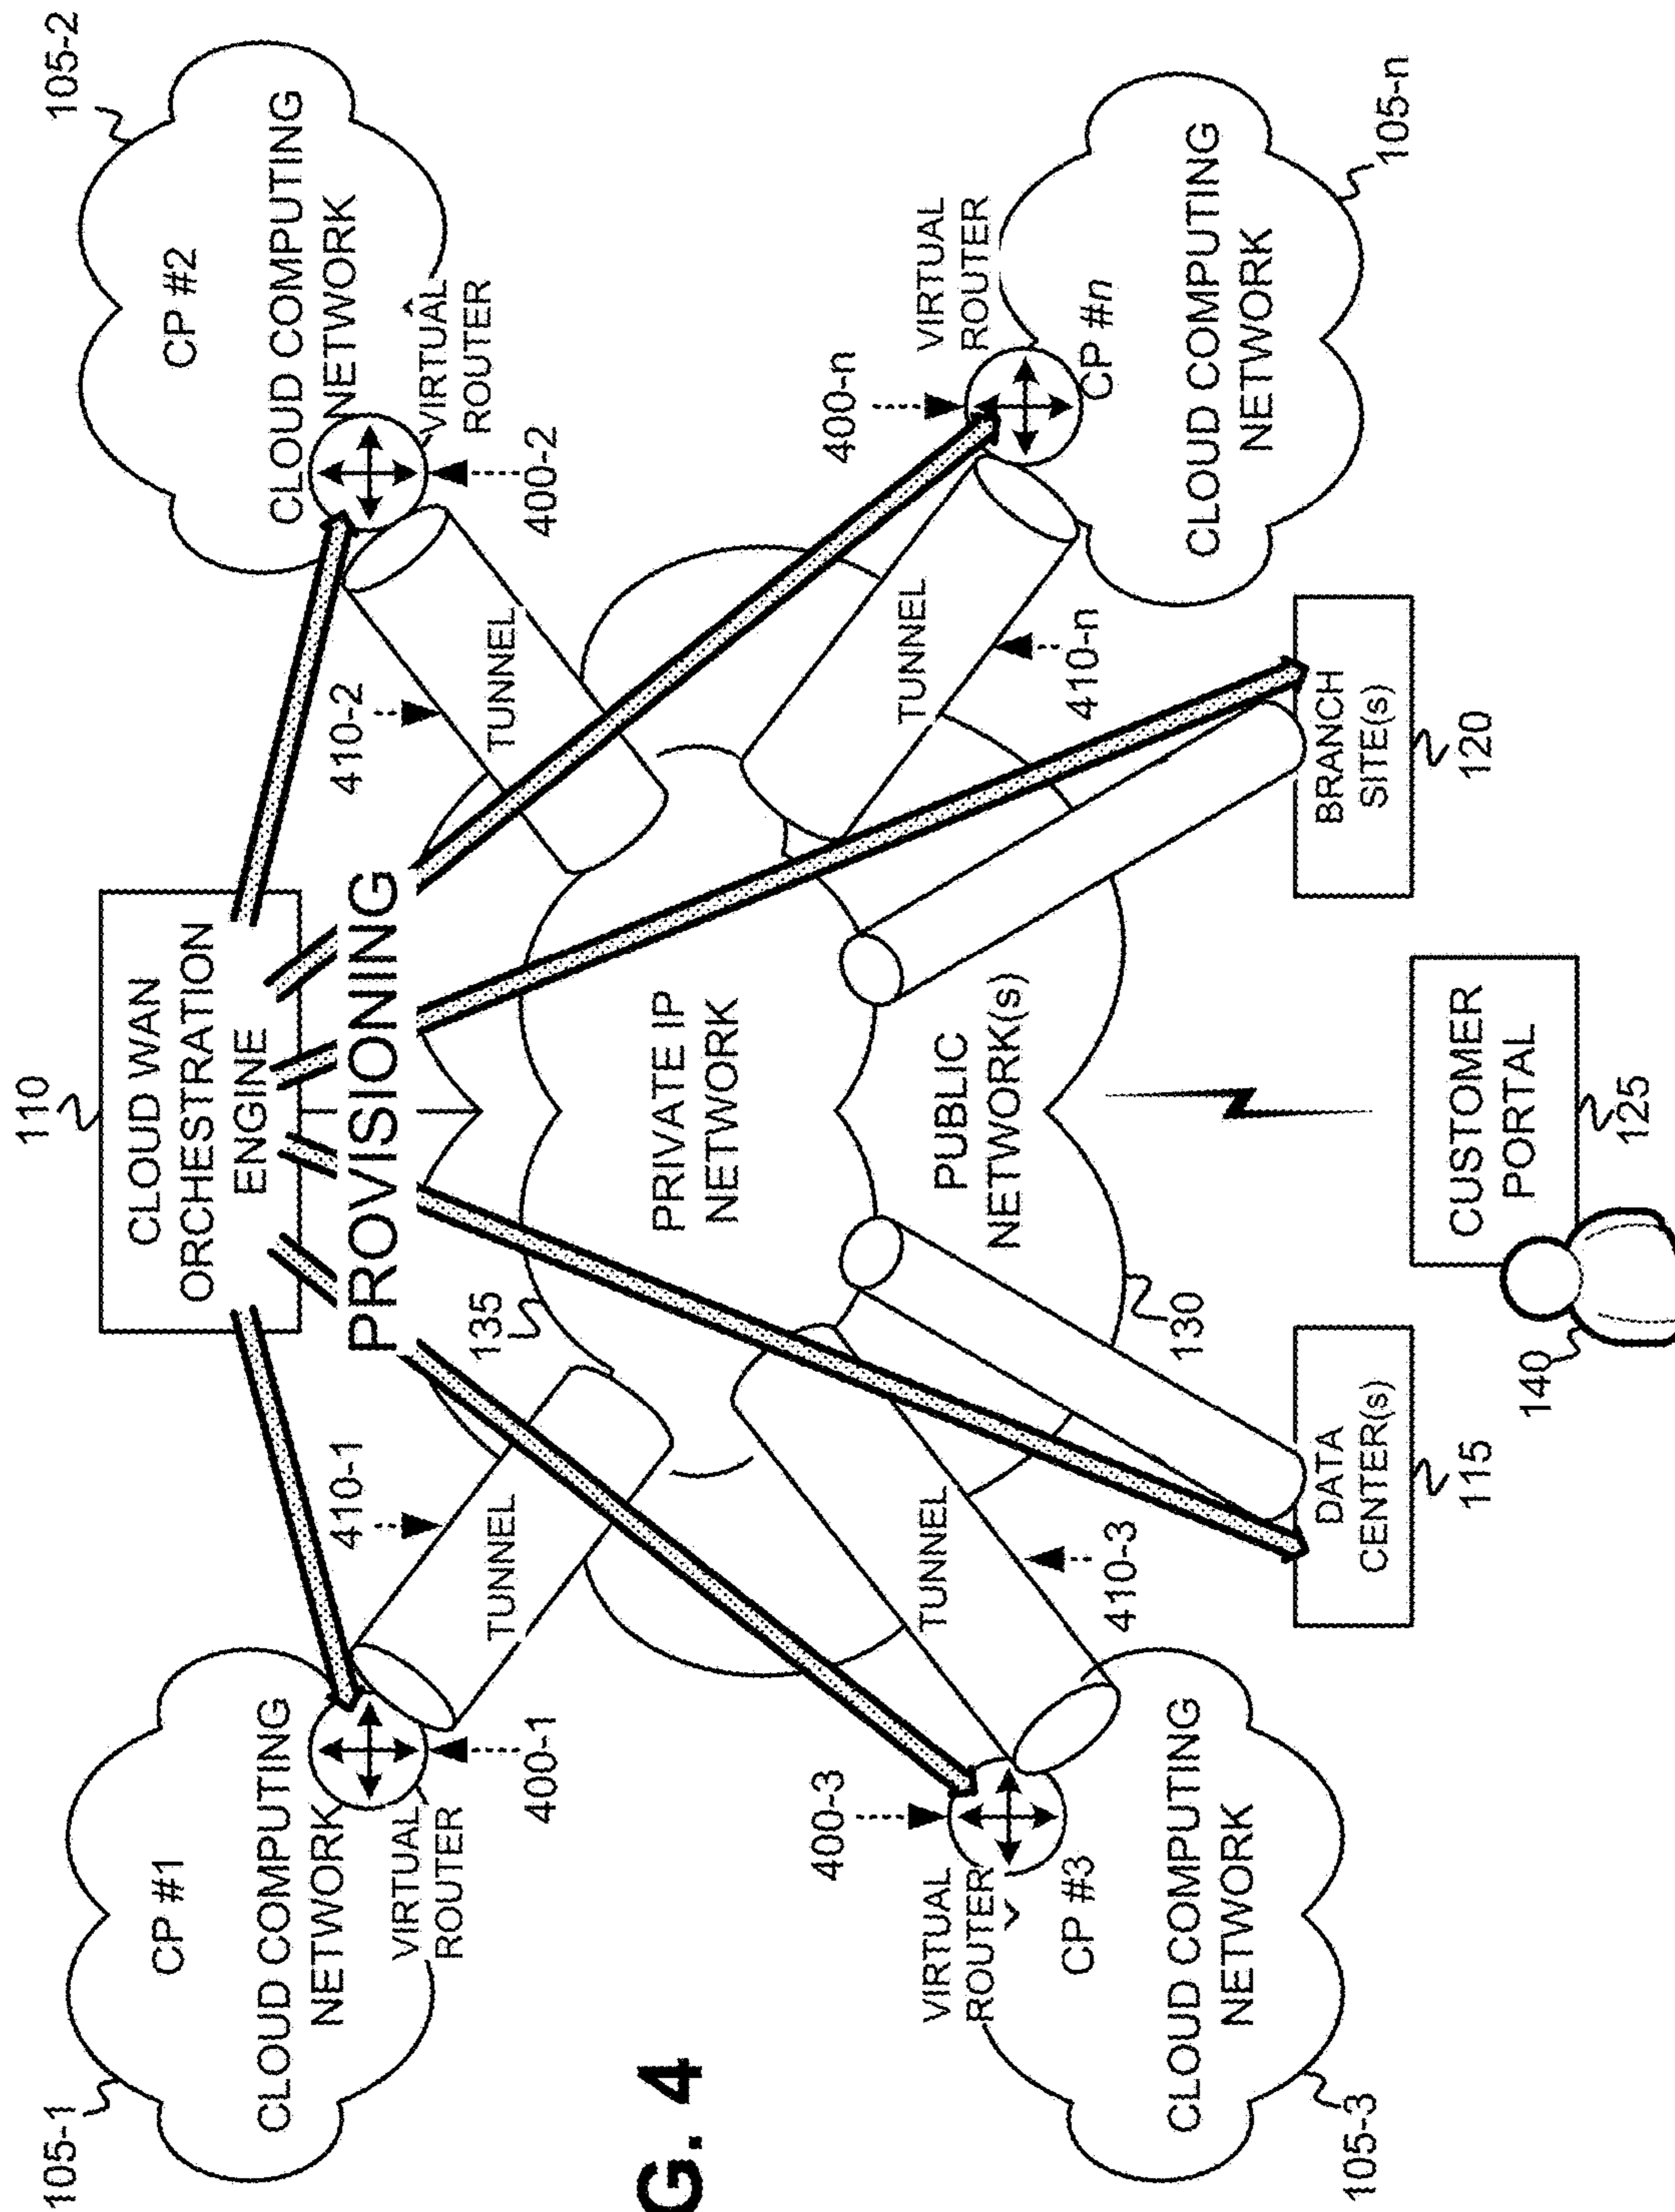 110
CLOUD WAN
ORCHESTRATION
ENGINE
PROVISIONING
105-1
CP #1
CLOUD COMPUTING
NETWORK
VIRTUAL
ROUTER
400-1
410-1
TUNNEL
135
105-2
CP #2
CLOUD COMPUTING
NETWORK
VIRTUAL
ROUTER
400-2
410-2
TUNNEL
PRIVATE IP
NETWORK
PUBLIC
NETWORK(s)
130
400-3
VIRTUAL
ROUTER
CP #3
CLOUD COMPUTING
NETWORK
105-3
TUNNEL
410-3
400-n
VIRTUAL
ROUTER
CP #n
CLOUD COMPUTING
NETWORK
105-n
TUNNEL
410-n
DATA
CENTER(s)
115
BRANCH
SITE(s)
120
CUSTOMER
PORTAL
125
140
G. 4